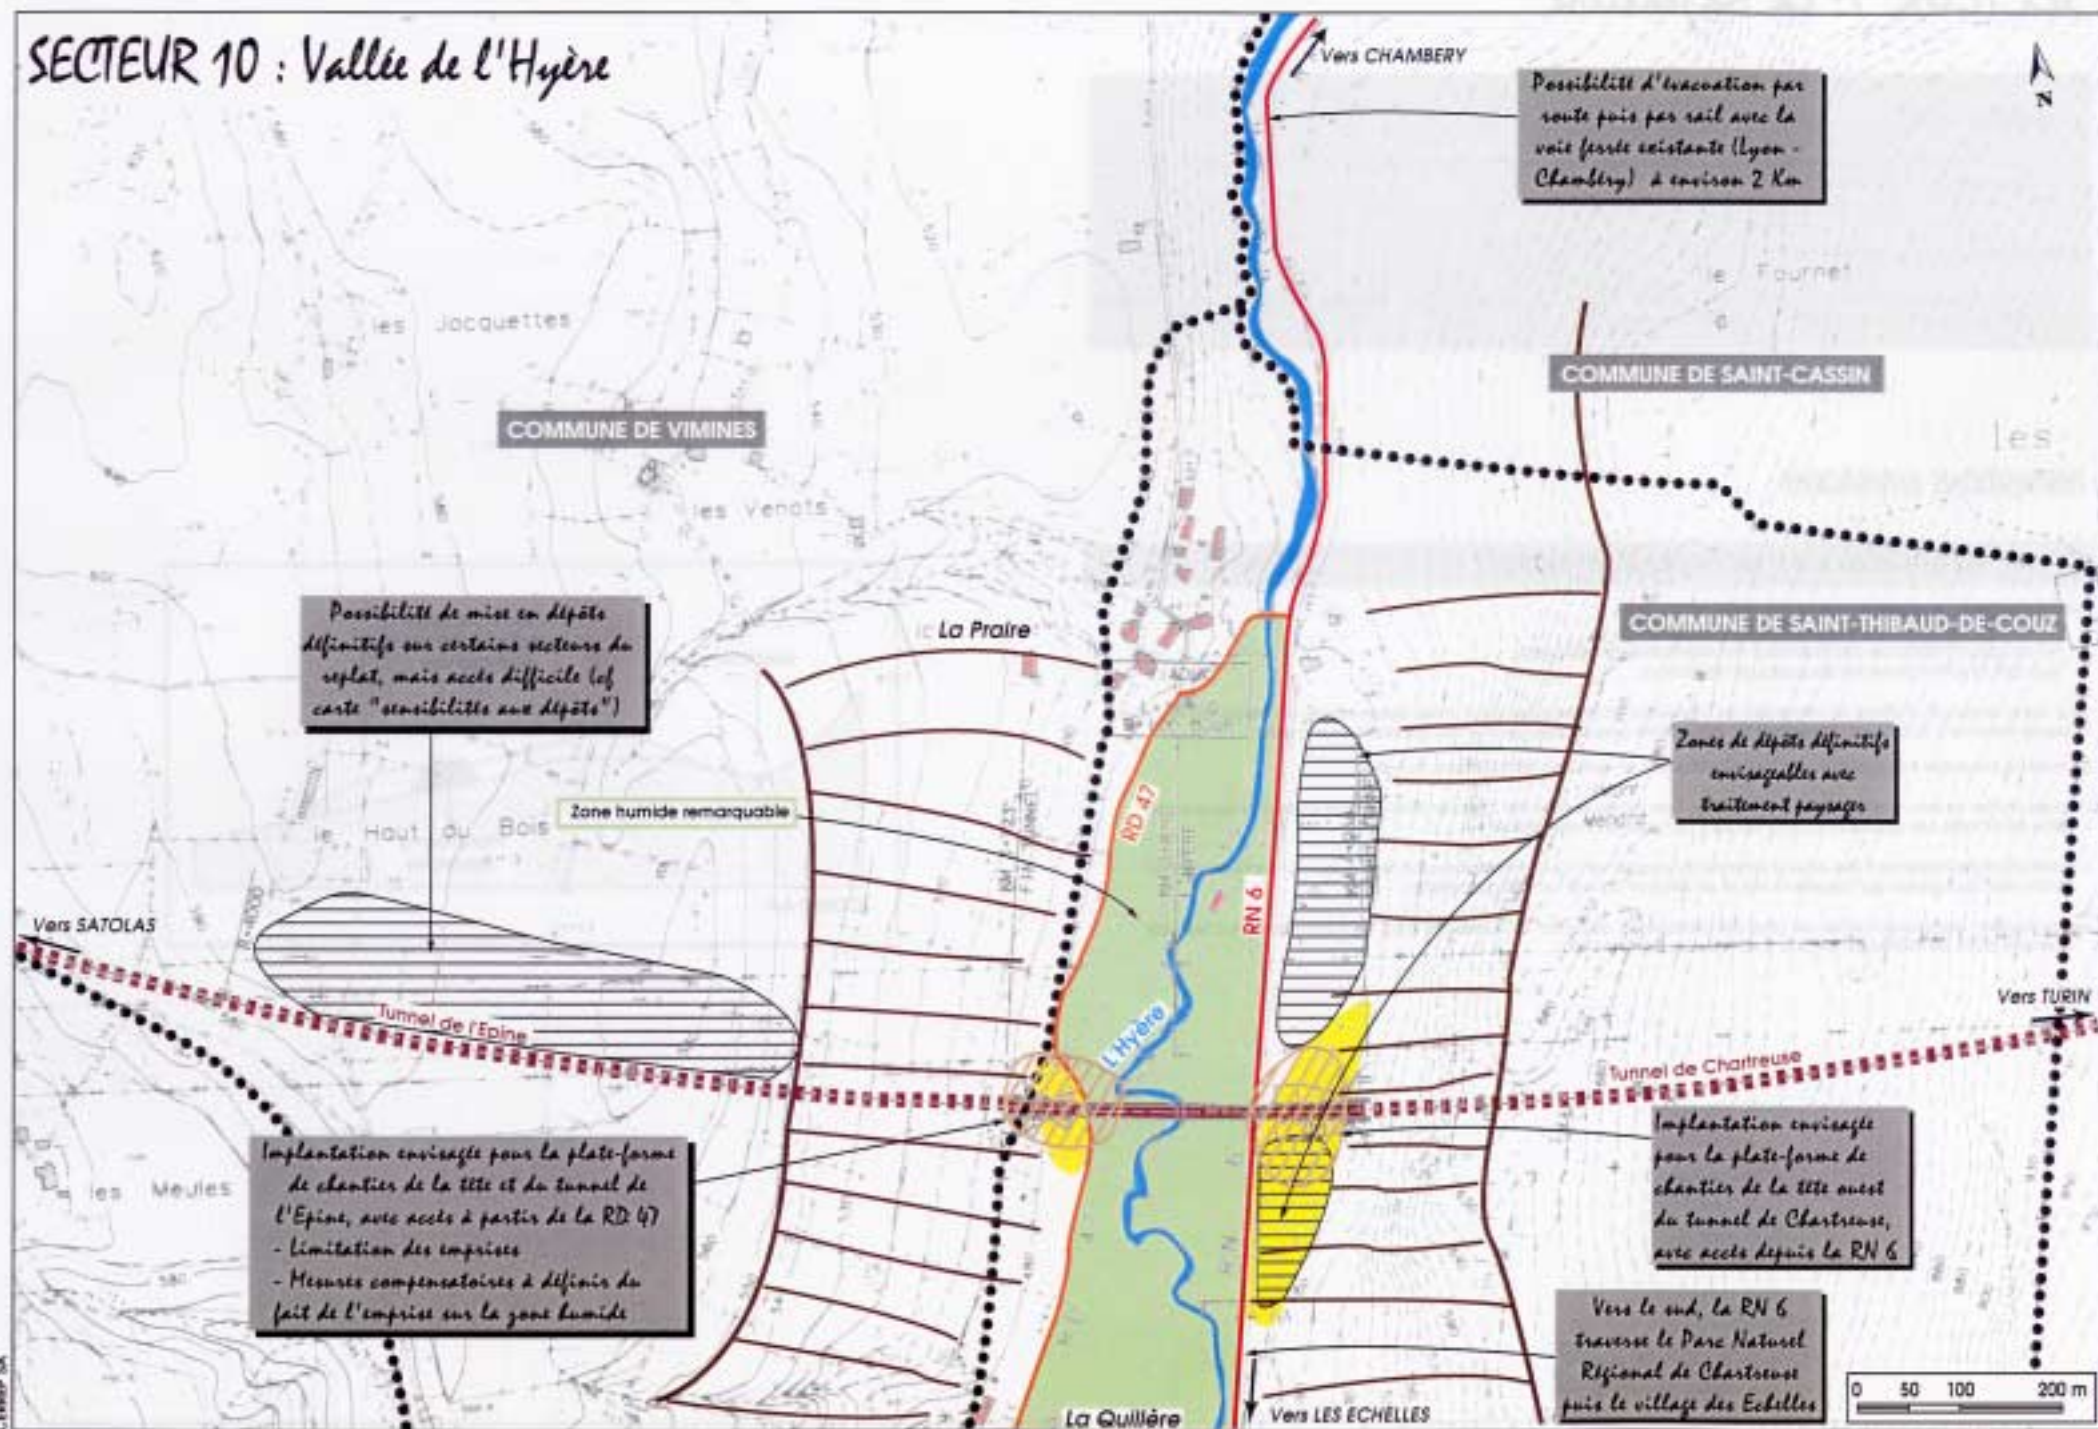 SECTEUR 10 : Vallée de l'Hyère
Vers CHAMBERY
N
Possibilité d'évacuation par
route puis par rail avec la
voie ferrée existante (Lyon -
Chambéry) à environ 2 Km
le Fournet
les Jacquettes
COMMUNE DE SAINT-CASSIN
COMMUNE DE VIMINES
les
les Venats
Possibilité de mise en dépôts
définitifs sur certains secteurs du
replat, mais accès difficile (cf
carte "sensibilités aux dépôts")
La Praire
COMMUNE DE SAINT-THIBAUD-DE-COUZ
Zones de dépôts définitifs
envisageables avec
traitement paysager
Zone humide remarquable
RD 47
le Haut du Bois
RN 6
Vers SATOLAS
Tunnel de l'Epine
L'Hyère
Vers TURIN
Tunnel de Chartreuse
Implantation envisagée pour la plate-forme
de chantier de la tête et du tunnel de
l'Epine, avec accès à partir de la RD 47
- Limitation des emprises
- Mesures compensatoires à définir du
fait de l'emprise sur la zone humide
les Meules
Implantation envisagée
pour la plate-forme de
chantier de la tête ouest
du tunnel de Chartreuse,
avec accès depuis la RN 6
RN 6
Vers le sud, la RN 6
traverse le Parc Naturel
Régional de Chartreuse
puis le village des Echelles
La Quillère
Vers LES ECHELLES
0 50 100 200 m